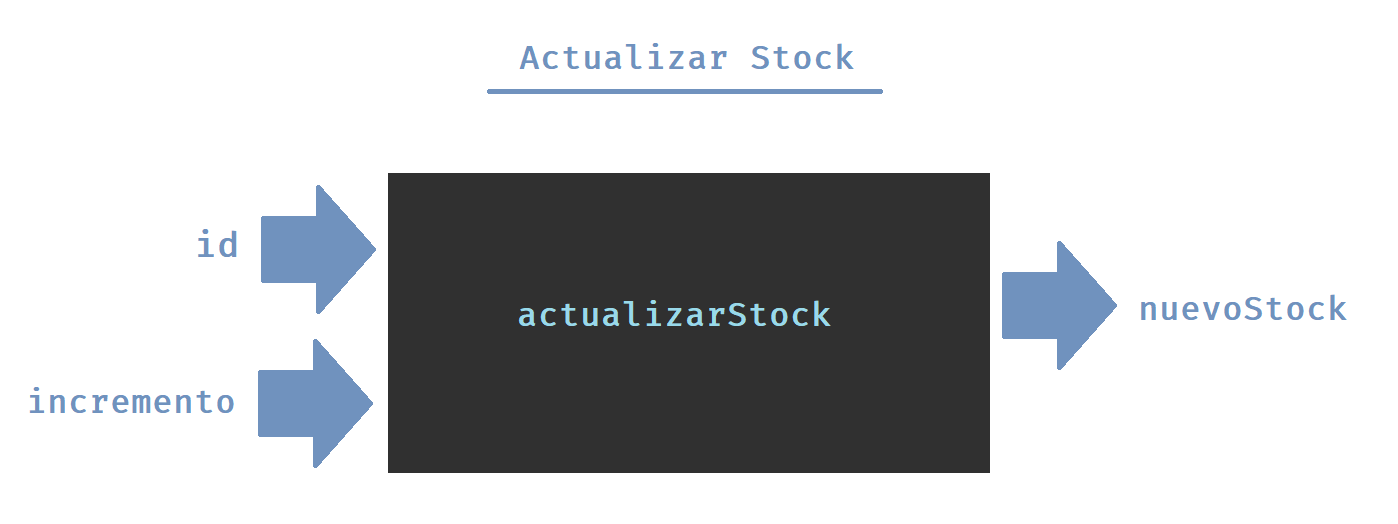 Actualizar Stock
id
actualizarStock
nuevoStock
incremento